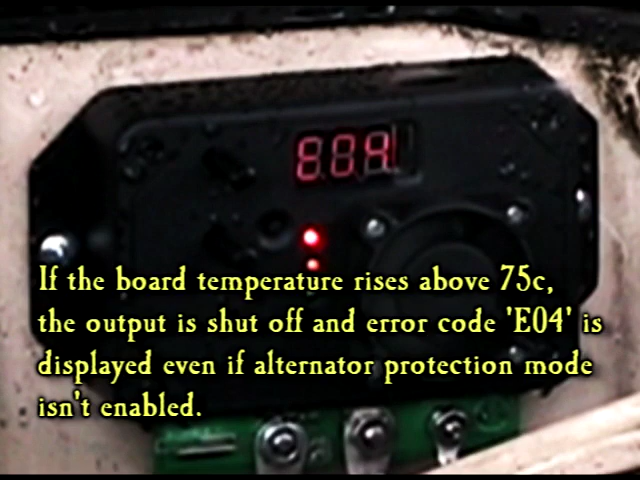 E04
If the board temperature rises above 75c,
the output is shut off and error code 'E04' is
displayed even if alternator protection mode
isn't enabled.